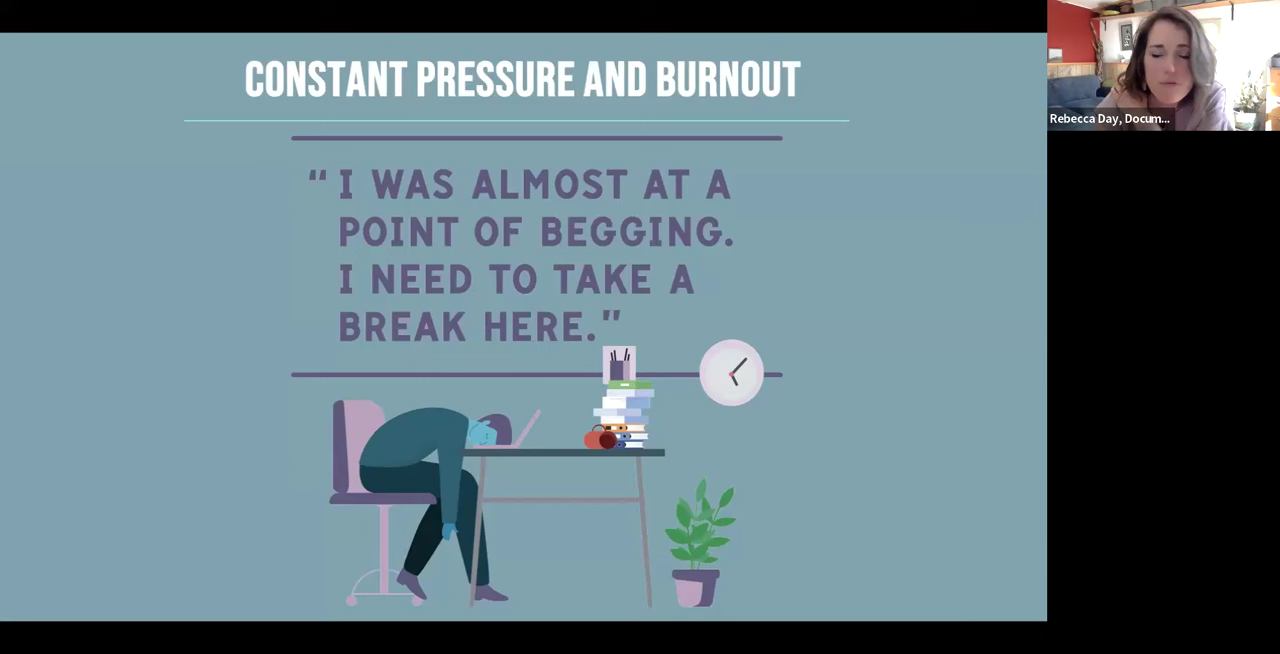 CONSTANT PRESSURE AND BURNOUT
"I WAS ALMOST AT A
POINT OF BEGGING.
I NEED TO TAKE A
BREAK HERE."
Rebecca Day, Docum...